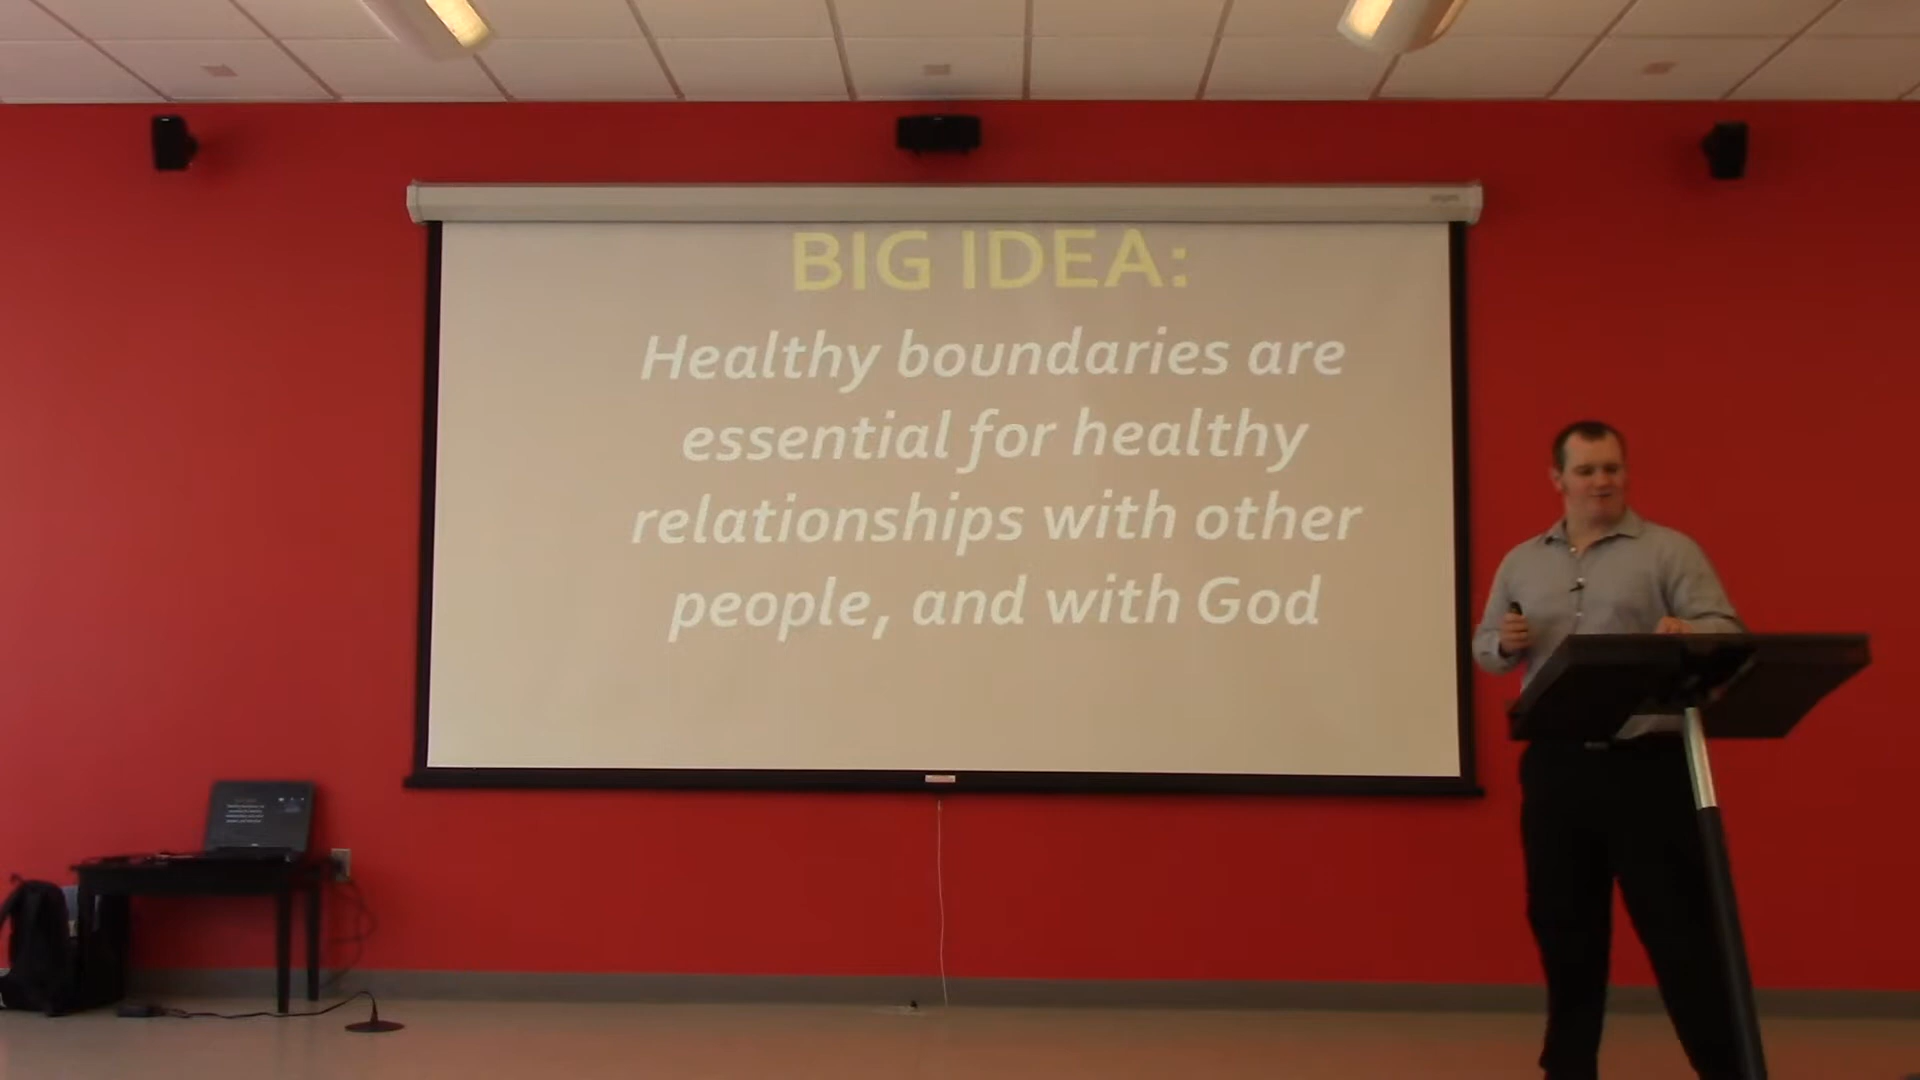 BIG IDEA:
Healthy boundaries are
essential for healthy
relationships with other
people, and with God